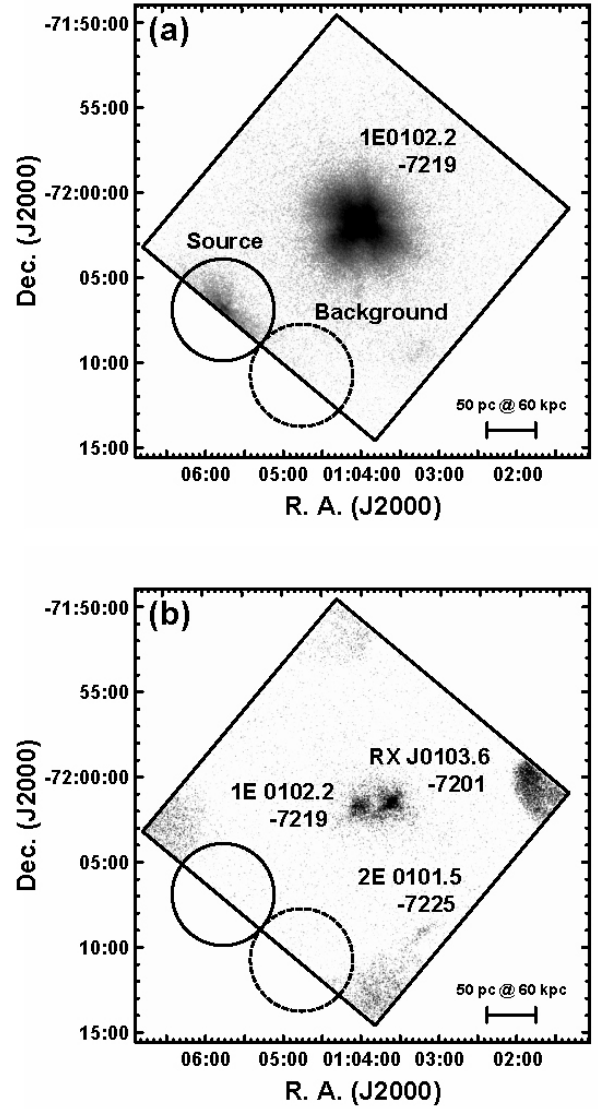 (a)
-71:50:00
55:00
-72:00:00
05:00
10:00
15:00
Dec. (J2000)
1E0102.2
-7219
Source
Background
50 pc @ 60 kpc
06:00 05:00 01:04:00 03:00 02:00
R. A. (J2000)
(b)
-71:50:00
55:00
-72:00:00
05:00
10:00
15:00
Dec. (J2000)
RX J0103.6
-7201
1E 0102.2
-7219
2E 0101.5
-7225
50 pc @ 60 kpc
06:00 05:00 01:04:00 03:00 02:00
R. A. (J2000)